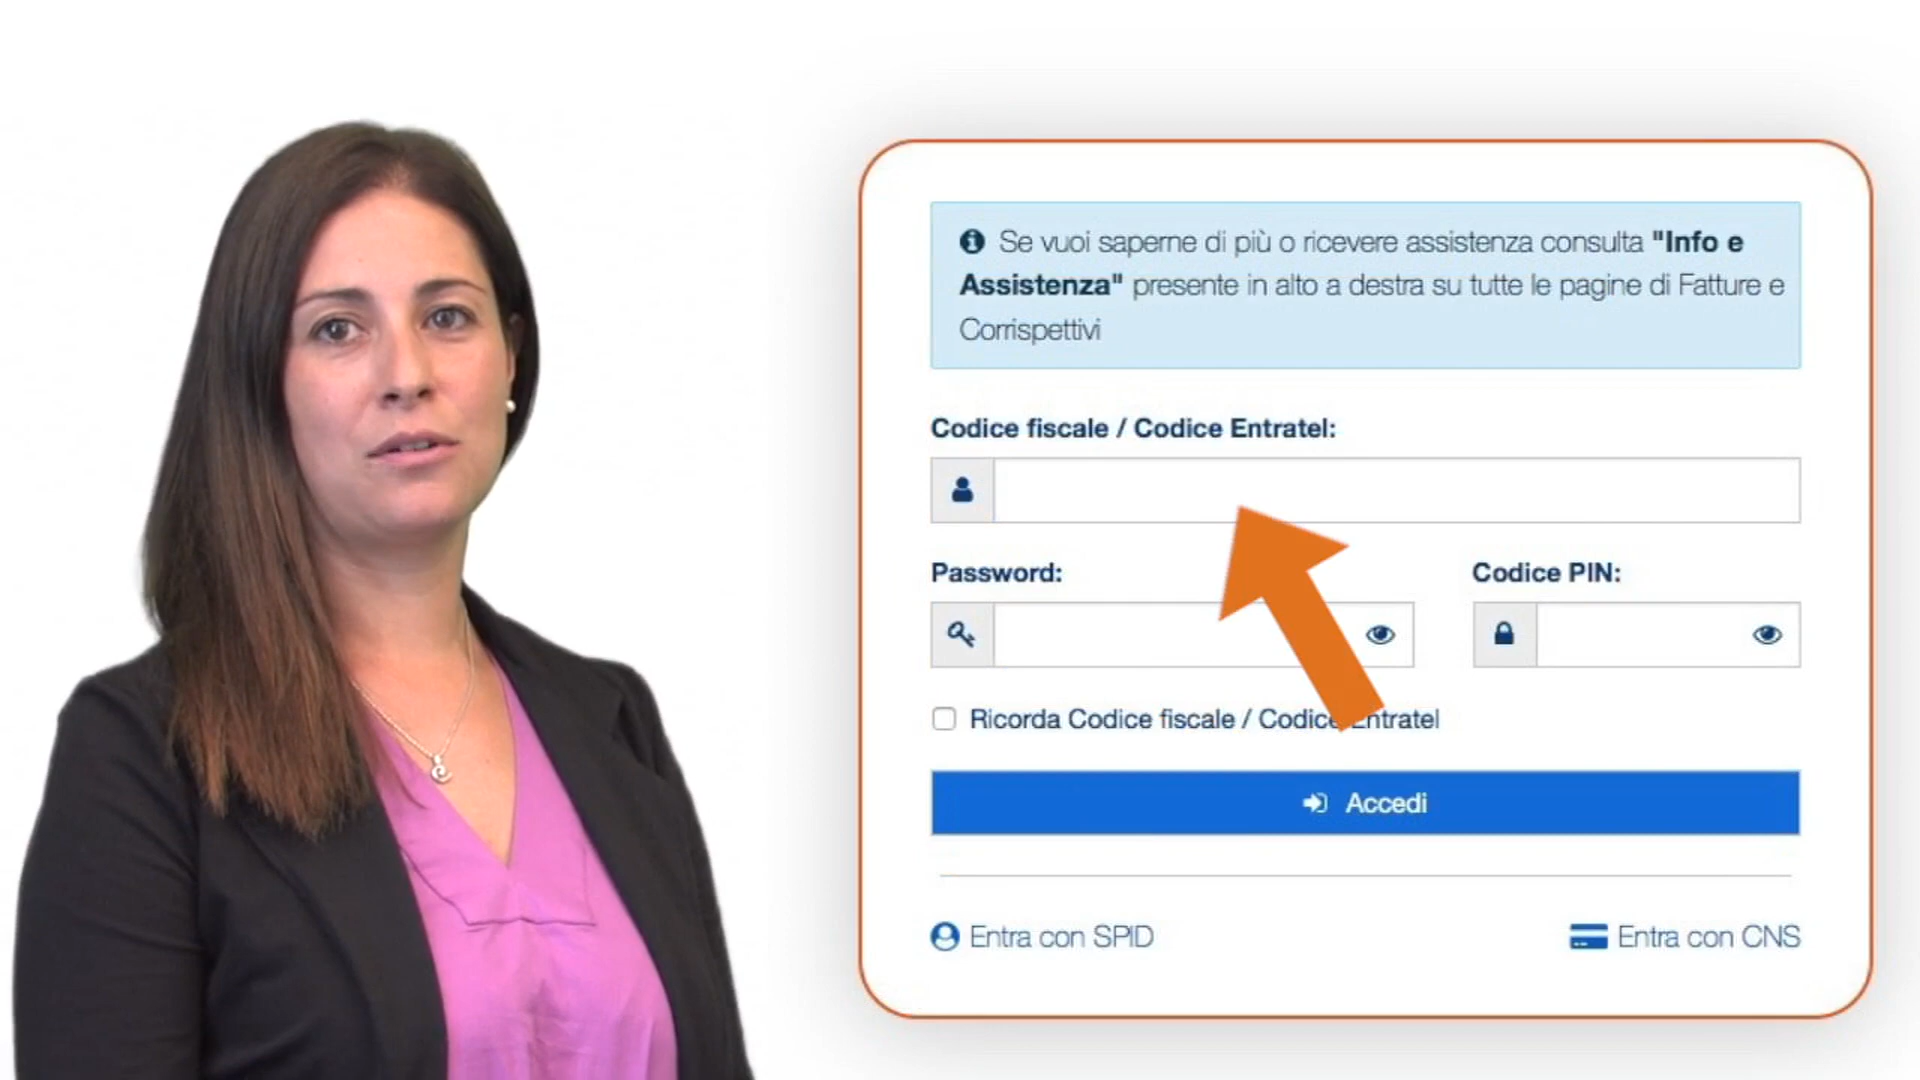 Se vuoi saperne di più o ricevere assistenza consulta "Info e
Assistenza" presente in alto a destra su tutte le pagine di Fatture e
Corrispettivi
Codice fiscale / Codice Entratel:
Password:
Codice PIN:
Ricorda Codice fiscale / Codice Entratel
Accedi
Entra con SPID
Entra con CNS